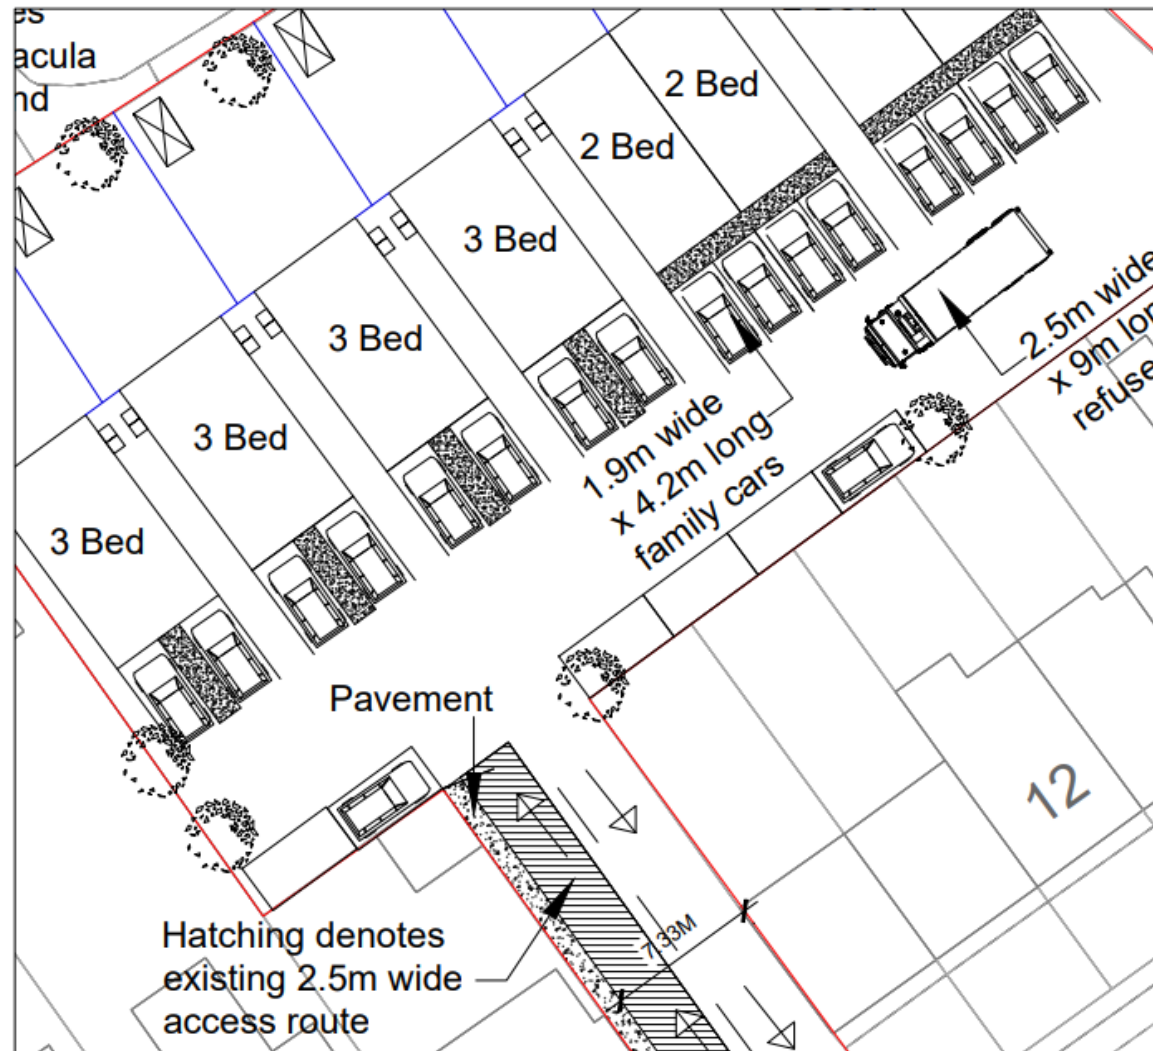 acula
nd
2 Bed
2 Bed
3 Bed
3 Bed
3 Bed
3 Bed
2.5m wide
x 9m lon
refuse
1.9m wide
x 4.2m long
family cars
Pavement
12
7.33M
Hatching denotes
existing 2.5m wide
access route